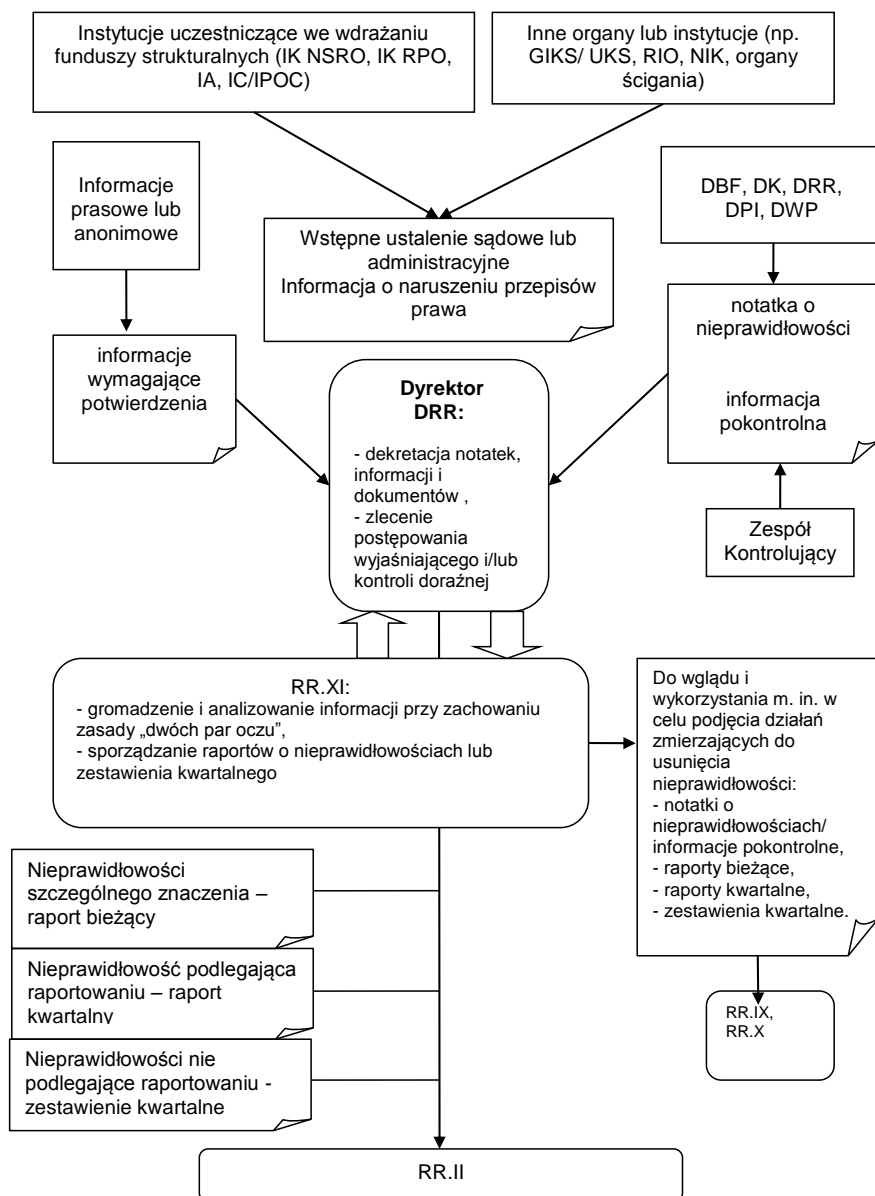 Instytucje uczestniczące we wdrażaniu
funduszy strukturalnych (IK NSRO, IK RPO,
IA, IC/IPOC)
Inne organy lub instytucje (np.
GIKS/ UKS, RIO, NIK, organy
ścigania)
Informacje
prasowe lub
anonimowe
DBF, DK, DRR,
DPI, DWP
Wstępne ustalenie sądowe lub
administracyjne
Informacja o naruszeniu przepisów
prawa
notatka o
nieprawidłowości
informacja
pokontrolna
informacje
wymagające
potwierdzenia
Dyrektor
DRR:
- dekretacja notatek,
informacji i
dokumentów ,
- zlecenie
postępowania
wyjaśniającego i/lub
kontroli doraźnej
Zespół
Kontrolujący
RR.XI:
- gromadzenie i analizowanie informacji przy zachowaniu
zasady „dwóch par oczu”,
- sporządzanie raportów o nieprawidłowościach lub
zestawienia kwartalnego
Do wglądu i
wykorzystania m. in. w
celu podjęcia działań
zmierzających do
usunięcia
nieprawidłowości:
- notatki o
nieprawidłowościach/
informacje pokontrolne,
- raporty bieżące,
- raporty kwartalne,
- zestawienia kwartalne.
Nieprawidłowości
szczególnego znaczenia –
raport bieżący
Nieprawidłowość podlegająca
raportowaniu – raport
kwartalny
Nieprawidłowości nie
podlegające raportowaniu -
zestawienie kwartalne
RR.IX,
RR.X
RR.II